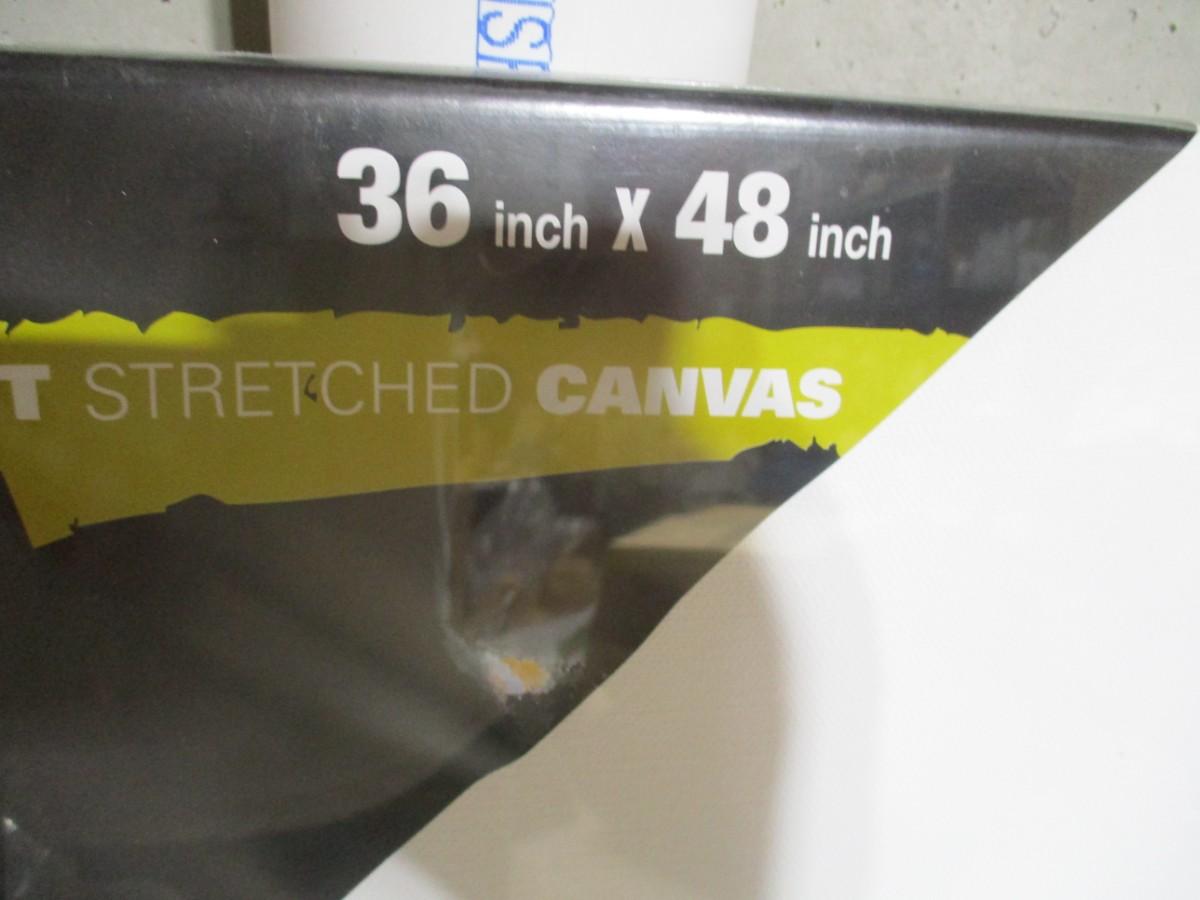 36 inch X 48 inch
T STRETCHED CANVAS